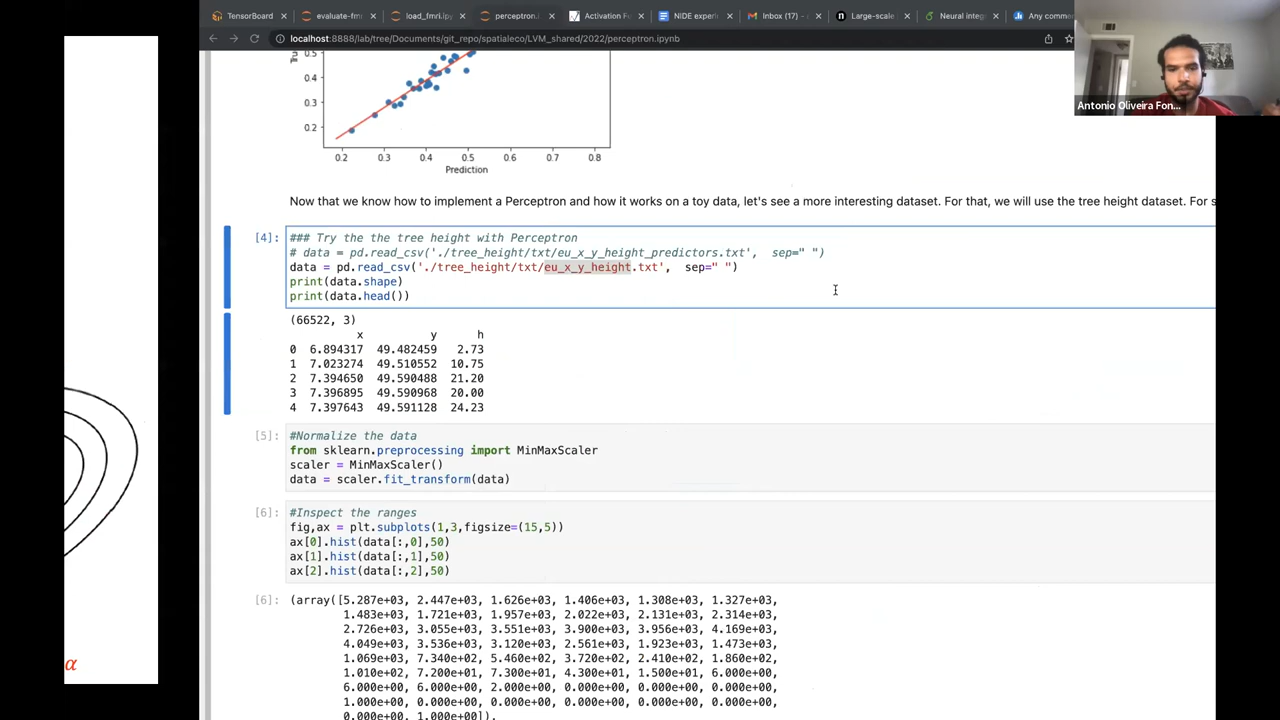 TensorBoard
evaluate-fmr
load_fmri.ipy
perceptron.i
Activation F
NIDE experi
Inbox (17) -
Large-scale
Neural integ
Any comme
localhost:8888/lab/tree/Documents/git_repo/spatialeco/LVM_shared/2022/perceptron.ipynb
Antonio Oliveira Fon...
0.5
0.4
0.3
0.2
0.2 0.3 0.4 0.5 0.6 0.7 0.8
Prediction
Now that we know how to implement a Perceptron and how it works on a toy data, let's see a more interesting dataset. For that, we will use the tree height dataset. For s
[4]: ### Try the the tree height with Perceptron
# data = pd.read_csv('./tree_height/txt/eu_x_y_height_predictors.txt', sep=" ")
data = pd.read_csv('./tree_height/txt/eu_x_y_height.txt', sep=" ")
print(data.shape)
print(data.head())
(66522, 3)
x y h
0 6.894317 49.482459 2.73
1 7.023274 49.510552 10.75
2 7.394650 49.590488 21.20
3 7.396895 49.590968 20.00
4 7.397643 49.591128 24.23
[5]: #Normalize the data
from sklearn.preprocessing import MinMaxScaler
scaler = MinMaxScaler()
data = scaler.fit_transform(data)
[6]: #Inspect the ranges
fig,ax = plt.subplots(1,3,figsize=(15,5))
ax[0].hist(data[:,0],50)
ax[1].hist(data[:,1],50)
ax[2].hist(data[:,2],50)
[6]: (array([5.287e+03, 2.447e+03, 1.626e+03, 1.406e+03, 1.308e+03, 1.327e+03,
1.483e+03, 1.721e+03, 1.957e+03, 2.022e+03, 2.131e+03, 2.314e+03,
2.726e+03, 3.055e+03, 3.551e+03, 3.900e+03, 3.956e+03, 4.169e+03,
4.049e+03, 3.536e+03, 3.120e+03, 2.561e+03, 1.923e+03, 1.473e+03,
1.069e+03, 7.340e+02, 5.460e+02, 3.720e+02, 2.410e+02, 1.860e+02,
1.010e+02, 7.200e+01, 7.300e+01, 4.300e+01, 1.500e+01, 6.000e+00,
6.000e+00, 6.000e+00, 2.000e+00, 0.000e+00, 0.000e+00, 0.000e+00,
1.000e+00, 0.000e+00, 0.000e+00, 0.000e+00, 0.000e+00, 0.000e+00,
0.000e+00, 1.000e+00]),
α